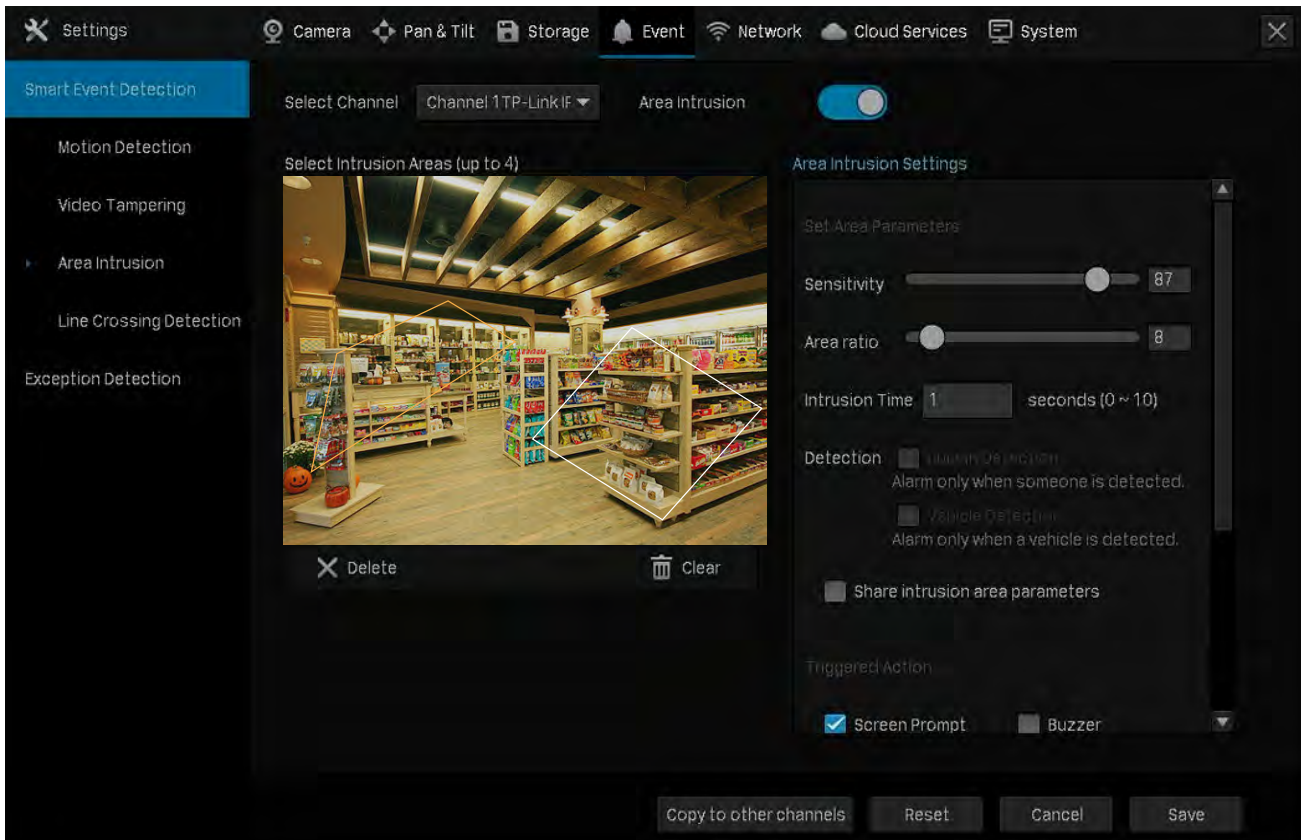 Settings
Camera Pan & Tilt Storage Event Network Cloud Services System
Smart Event Detection
Motion Detection
Video Tampering
Area Intrusion
Line Crossing Detection
Exception Detection
Select Channel Channel 1TP-Link IP Area Intrusion
Select Intrusion Areas (up to 4)
Delete Clear
Area Intrusion Settings
Set Area Parameters
Sensitivity 87
Area ratio 8
Intrusion Time 1 seconds (0 ~ 10)
Detection Human Detection
Alarm only when someone is detected.
Vehicle Detection
Alarm only when a vehicle is detected.
Share intrusion area parameters
Triggered Action
Screen Prompt Buzzer
Copy to other channels Reset Cancel Save